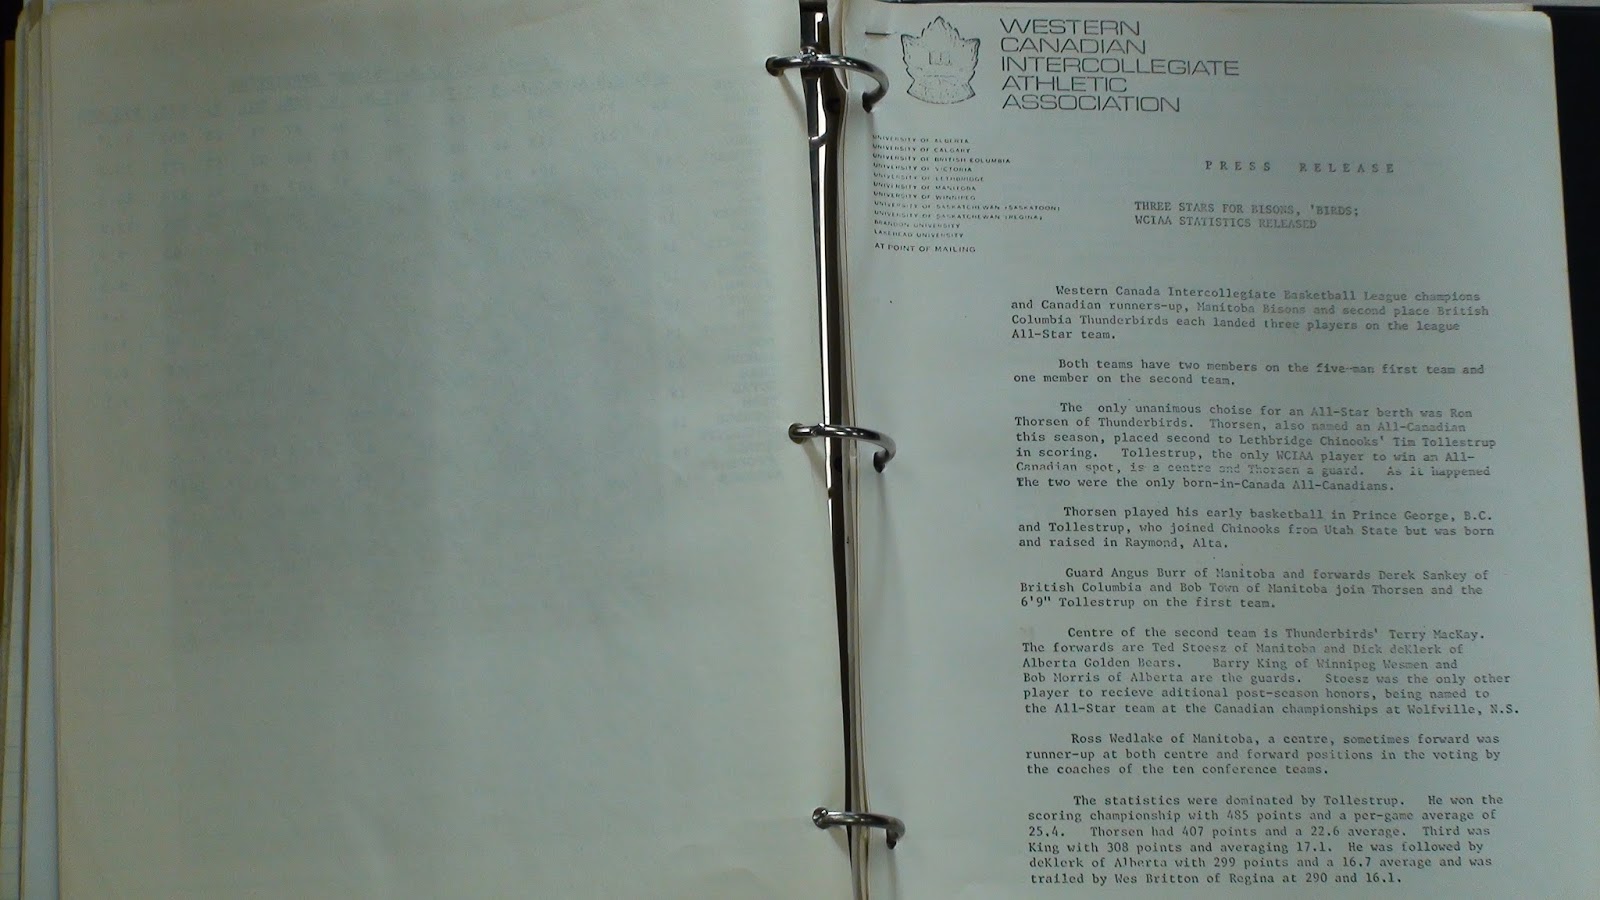 WESTERN
CANADIAN
INTERCOLLEGIATE
ATHLETIC
ASSOCIATION
UNIVERSITY OF ALBERTA
UNIVERSITY OF CALGARY
UNIVERSITY OF BRITISH COLUMBIA
UNIVERSITY OF VICTORIA
UNIVERSITY OF LETHBRIDGE
UNIVERSITY OF MANITOBA
UNIVERSITY OF WINNIPEG
UNIVERSITY OF SASKATCHEWAN (SASKATOON)
UNIVERSITY OF SASKATCHEWAN (REGINA)
BRANDON UNIVERSITY
LAKEHEAD UNIVERSITY
AT POINT OF MAILING
PRESS RELEASE
THREE STARS FOR BISONS, 'BIRDS;
WCIAA STATISTICS RELEASED
Western Canada Intercollegiate Basketball League champions
and Canadian runners-up, Manitoba Bisons and second place British
Columbia Thunderbirds each landed three players on the league
All-Star team.
Both teams have two members on the five-man first team and
one member on the second team.
The only unanimous choise for an All-Star berth was Ron
Thorsen of Thunderbirds. Thorsen, also named an All-Canadian
this season, placed second to Lethbridge Chinooks' Tim Tollestrup
in scoring. Tollestrup, the only WCIAA player to win an All-
Canadian spot, is a centre and Thorsen a guard. As it happened
The two were the only born-in-Canada All-Canadians.
Thorsen played his early basketball in Prince George, B.C.
and Tollestrup, who joined Chinooks from Utah State but was born
and raised in Raymond, Alta.
Guard Angus Burr of Manitoba and forwards Derek Sankey of
British Columbia and Bob Town of Manitoba join Thorsen and the
6'9" Tollestrup on the first team.
Centre of the second team is Thunderbirds' Terry MacKay.
The forwards are Ted Stoesz of Manitoba and Dick deKlerk of
Alberta Golden Bears. Barry King of Winnipeg Wesmen and
Bob Morris of Alberta are the guards. Stoesz was the only other
player to recieve aditional post-season honors, being named to
the All-Star team at the Canadian championships at Wolfville, N.S.
Ross Wedlake of Manitoba, a centre, sometimes forward was
runner-up at both centre and forward positions in the voting by
the coaches of the ten conference teams.
The statistics were dominated by Tollestrup. He won the
scoring championship with 485 points and a per-game average of
25.4. Thorsen had 407 points and a 22.6 average. Third was
King with 308 points and averaging 17.1. He was followed by
deKlerk of Alberta with 299 points and a 16.7 average and was
trailed by Wes Britton of Regina at 290 and 16.1.